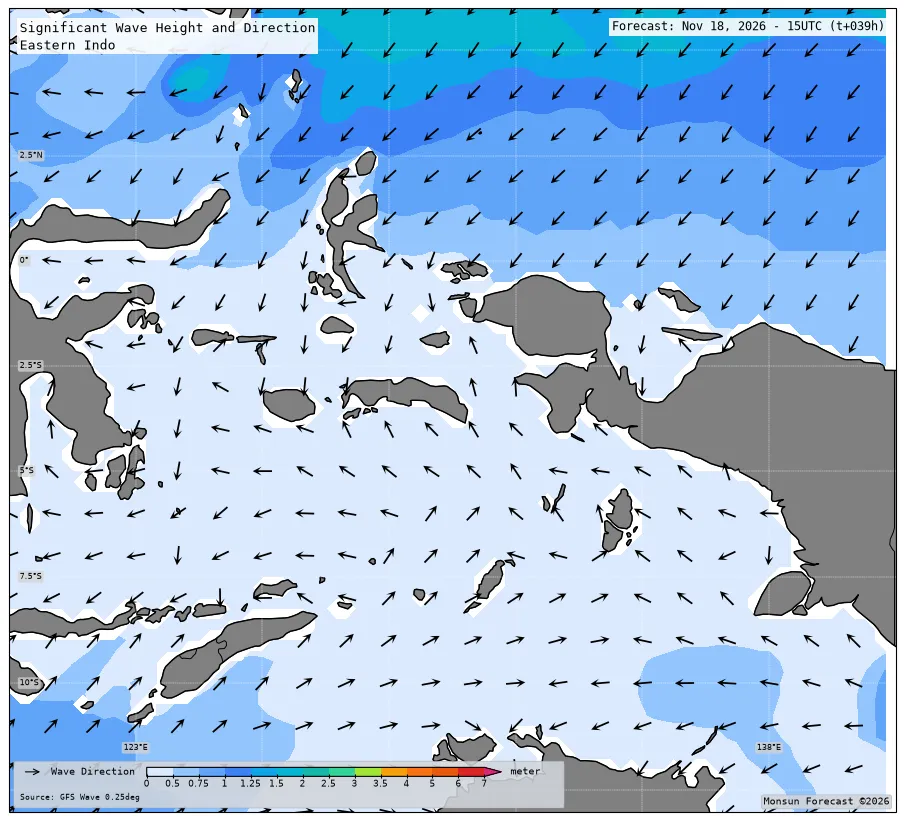 Significant Wave Height and Direction
Eastern Indo
Forecast: Nov 18, 2026 - 15UTC (t+039h)
2.5°N
0°
2.5°S
5°S
7.5°S
10°S
123°E
138°E
Wave Direction
meter
0 0.5 0.75 1 1.25 1.5 2 2.5 3 3.5 4 5 6 7
Source: GFS Wave 0.25deg
Monsun Forecast ©2026